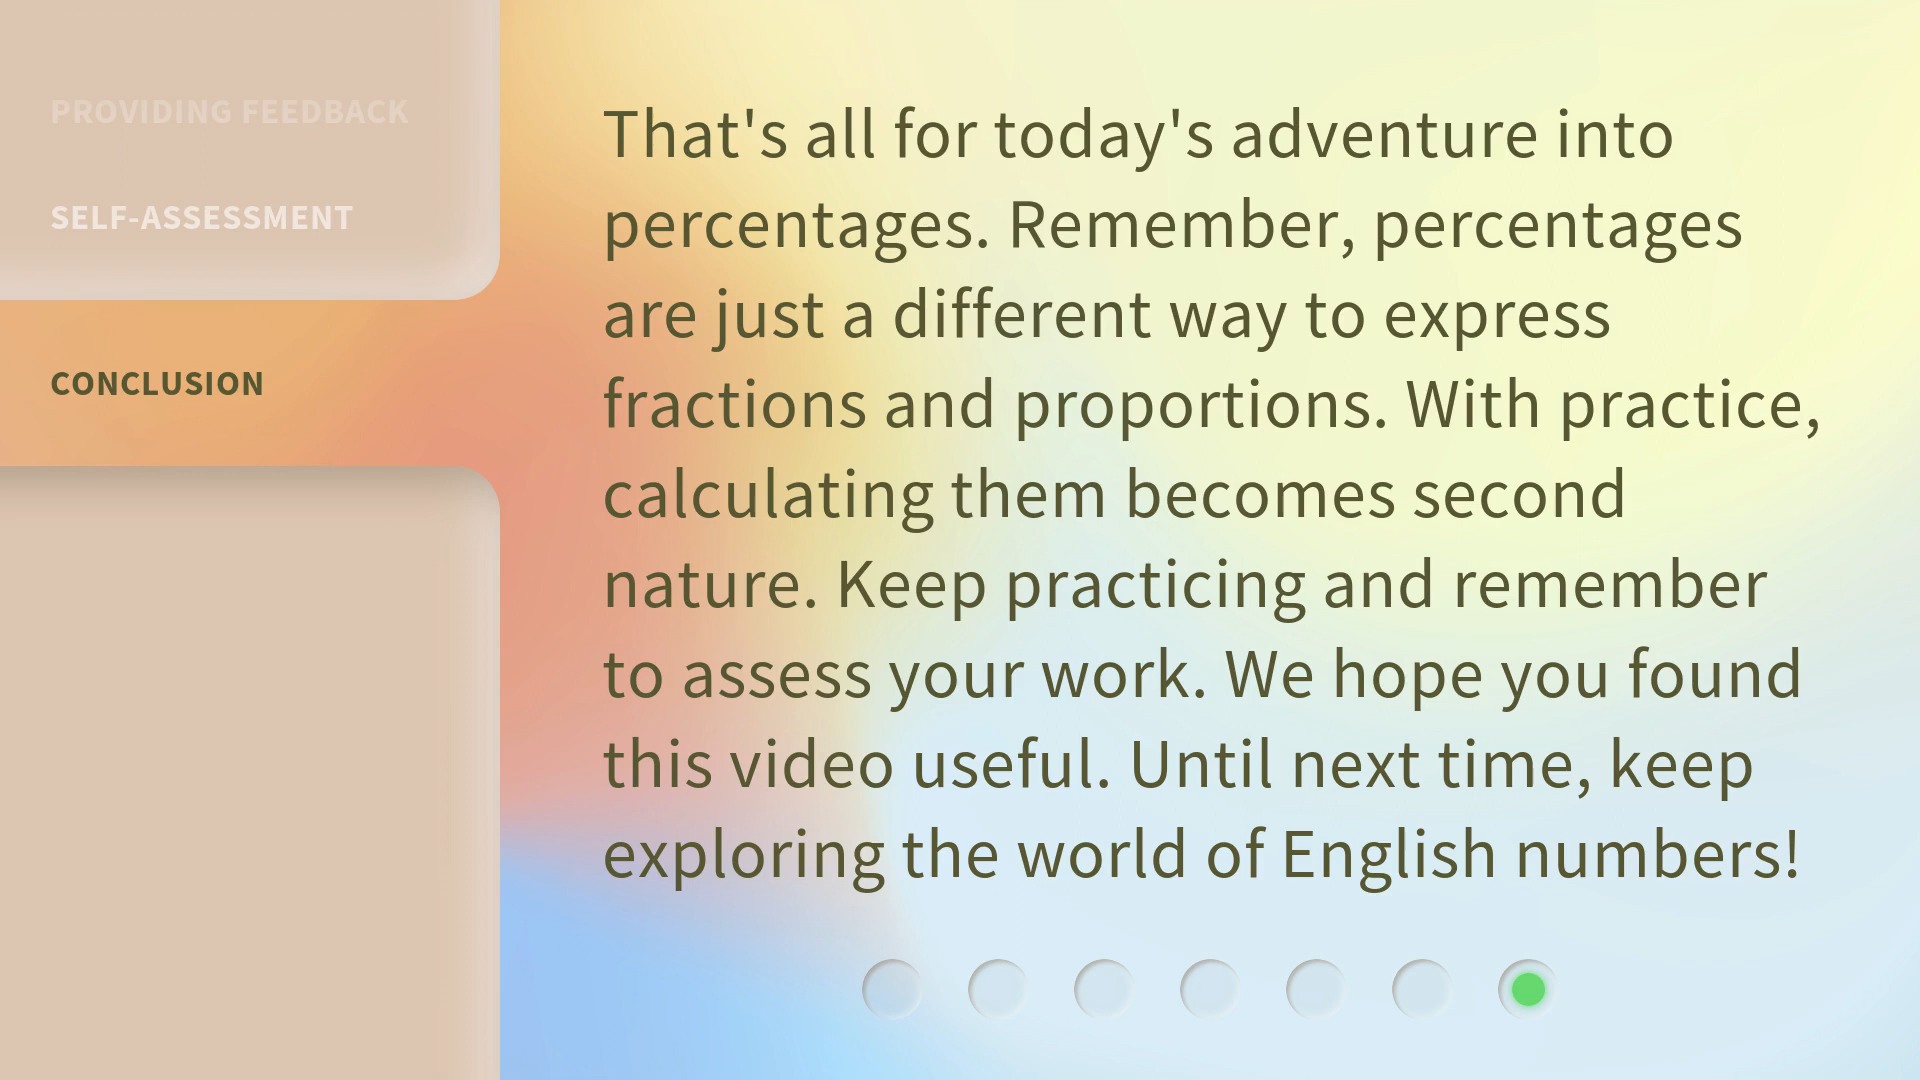 PROVIDING FEEDBACK
SELF-ASSESSMENT
CONCLUSION
That's all for today's adventure into
percentages. Remember, percentages
are just a different way to express
fractions and proportions. With practice,
calculating them becomes second
nature. Keep practicing and remember
to assess your work. We hope you found
this video useful. Until next time, keep
exploring the world of English numbers!